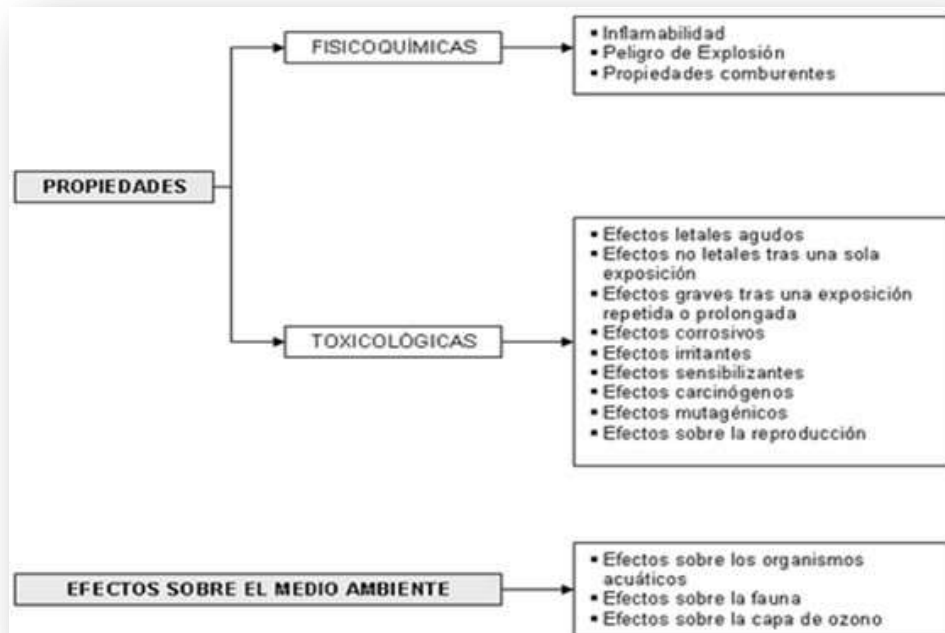 FISICOQUÍMICAS
▪ Inflamabilidad
▪ Peligro de Explosión
▪ Propiedades comburentes
PROPIEDADES
TOXICOLÓGICAS
▪ Efectos letales agudos
▪ Efectos no letales tras una sola
exposición
▪ Efectos graves tras una exposición
repetida o prolongada
▪ Efectos corrosivos
▪ Efectos irritantes
▪ Efectos sensibilizantes
▪ Efectos carcinógenos
▪ Efectos mutagénicos
▪ Efectos sobre la reproducción
EFECTOS SOBRE EL MEDIO AMBIENTE
▪ Efectos sobre los organismos
acuáticos
▪ Efectos sobre la fauna
▪ Efectos sobre la capa de ozono